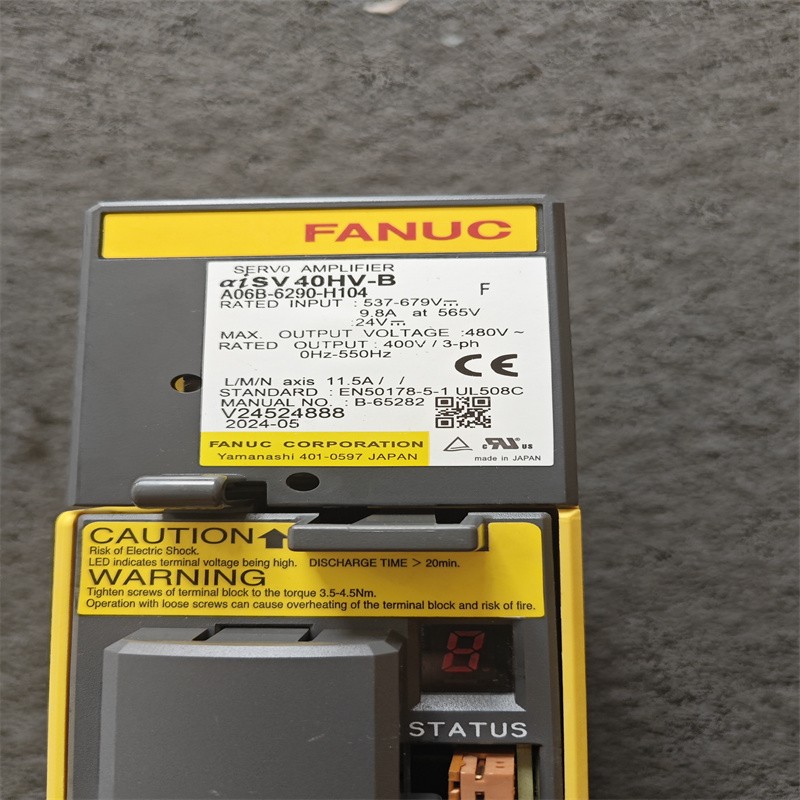 FANUC
SERVO AMPLIFIER
αiSV 40HV-B
A06B-6290-H104
F
RATED INPUT : 537-679V⎓
9.8A at 565V
:24V⎓
MAX. OUTPUT VOLTAGE :480V~
RATED OUTPUT : 400V / 3-ph
0Hz-550Hz
CE
L/M/N axis 11.5A / /
STANDARD : EN50178-5-1 UL508C
MANUAL NO. : B-65282
V24524888
2024-05
FANUC CORPORATION
Yamanashi 401-0597 JAPAN
c RU us
made in JAPAN
CAUTION
Risk of Electric Shock.
LED indicates terminal voltage being high. DISCHARGE TIME > 20min.
WARNING
Tighten screws of terminal block to the torque 3.5-4.5Nm.
Operation with loose screws can cause overheating of the terminal block and risk of fire.
8
STATUS